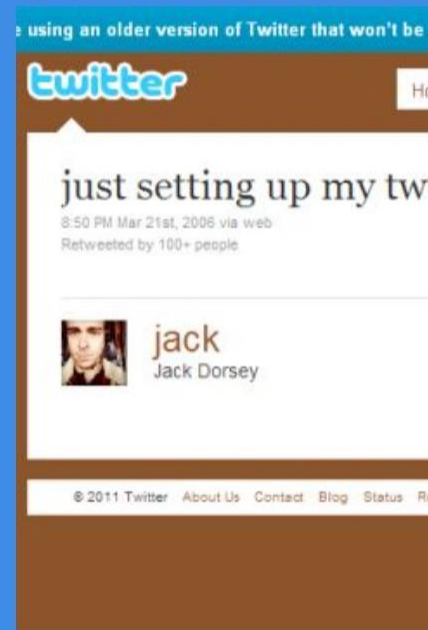 using an older version of Twitter that won't be
twitter
just setting up my tw
8:50 PM Mar 21st, 2006 via web
Retweeted by 100+ people
jack
Jack Dorsey
© 2011 Twitter About Us Contact Blog Status